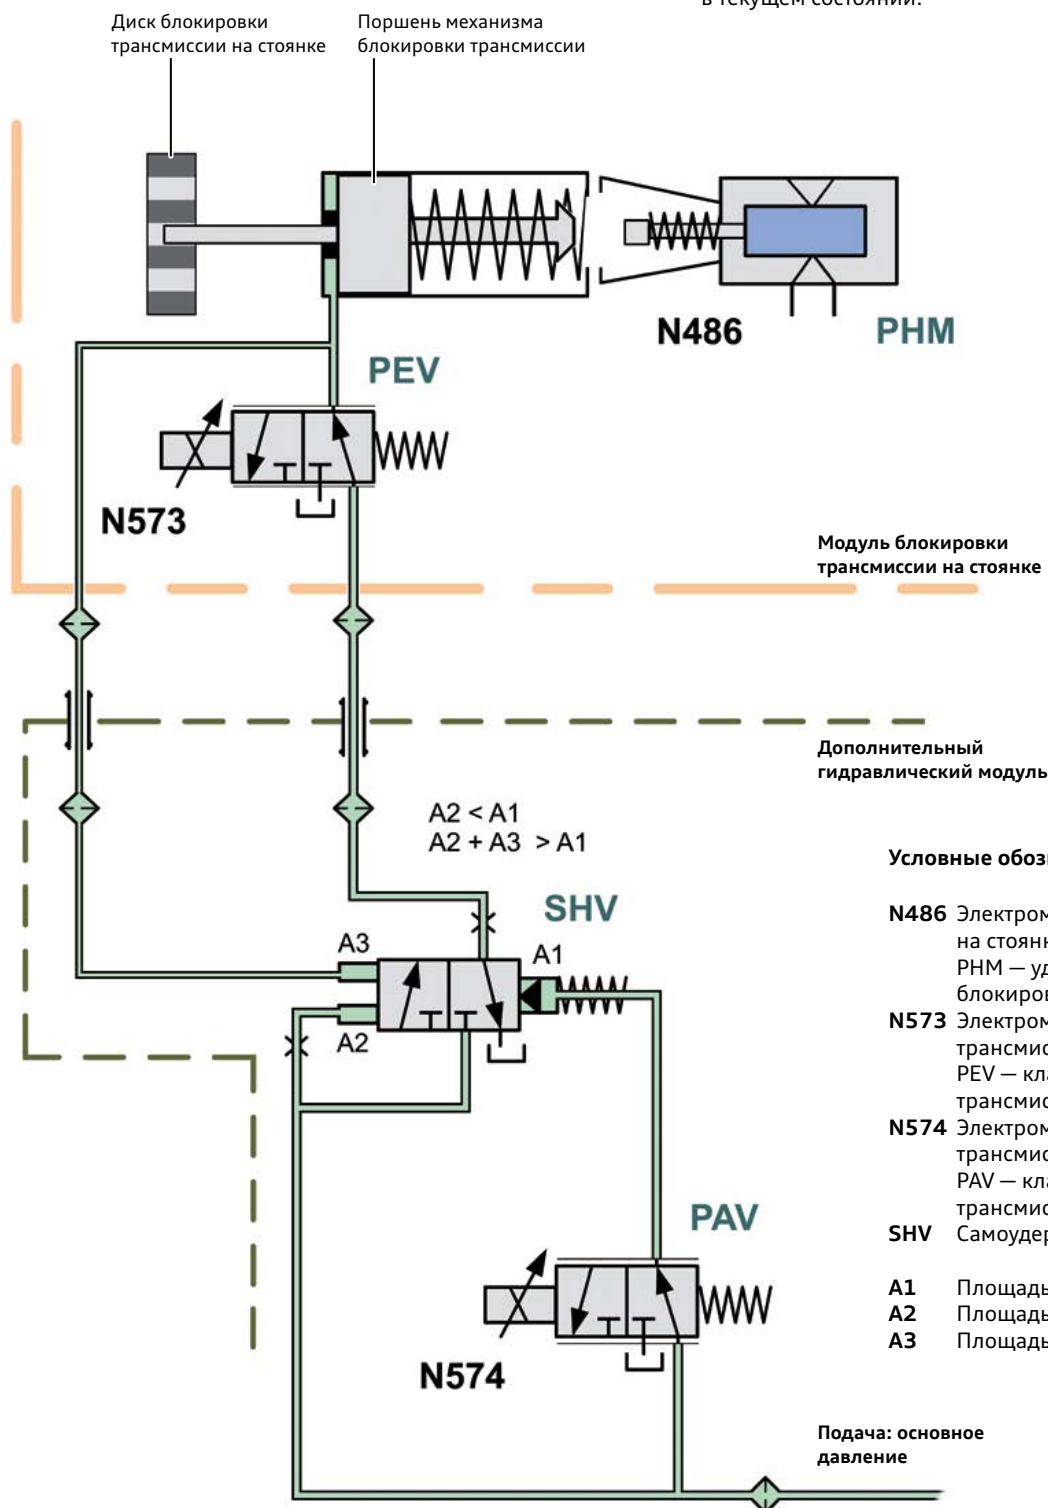 в текущем состоянии.
Диск блокировки
трансмиссии на стоянке
Поршень механизма
блокировки трансмиссии
N486
PHM
PEV
N573
Модуль блокировки
трансмиссии на стоянке
Дополнительный
гидравлический модуль
A2 < A1
A2 + A3 > A1
SHV
A3
A1
A2
PAV
N574
Подача: основное
давление
Условные
N486 Электром
на стоянк
PHM — уд
блокиров
N573 Электром
трансмис
PEV — кла
трансмис
N574 Электром
трансмис
PAV — кла
трансмис
SHV Самоудер
A1 Площадь
A2 Площадь
A3 Площадь